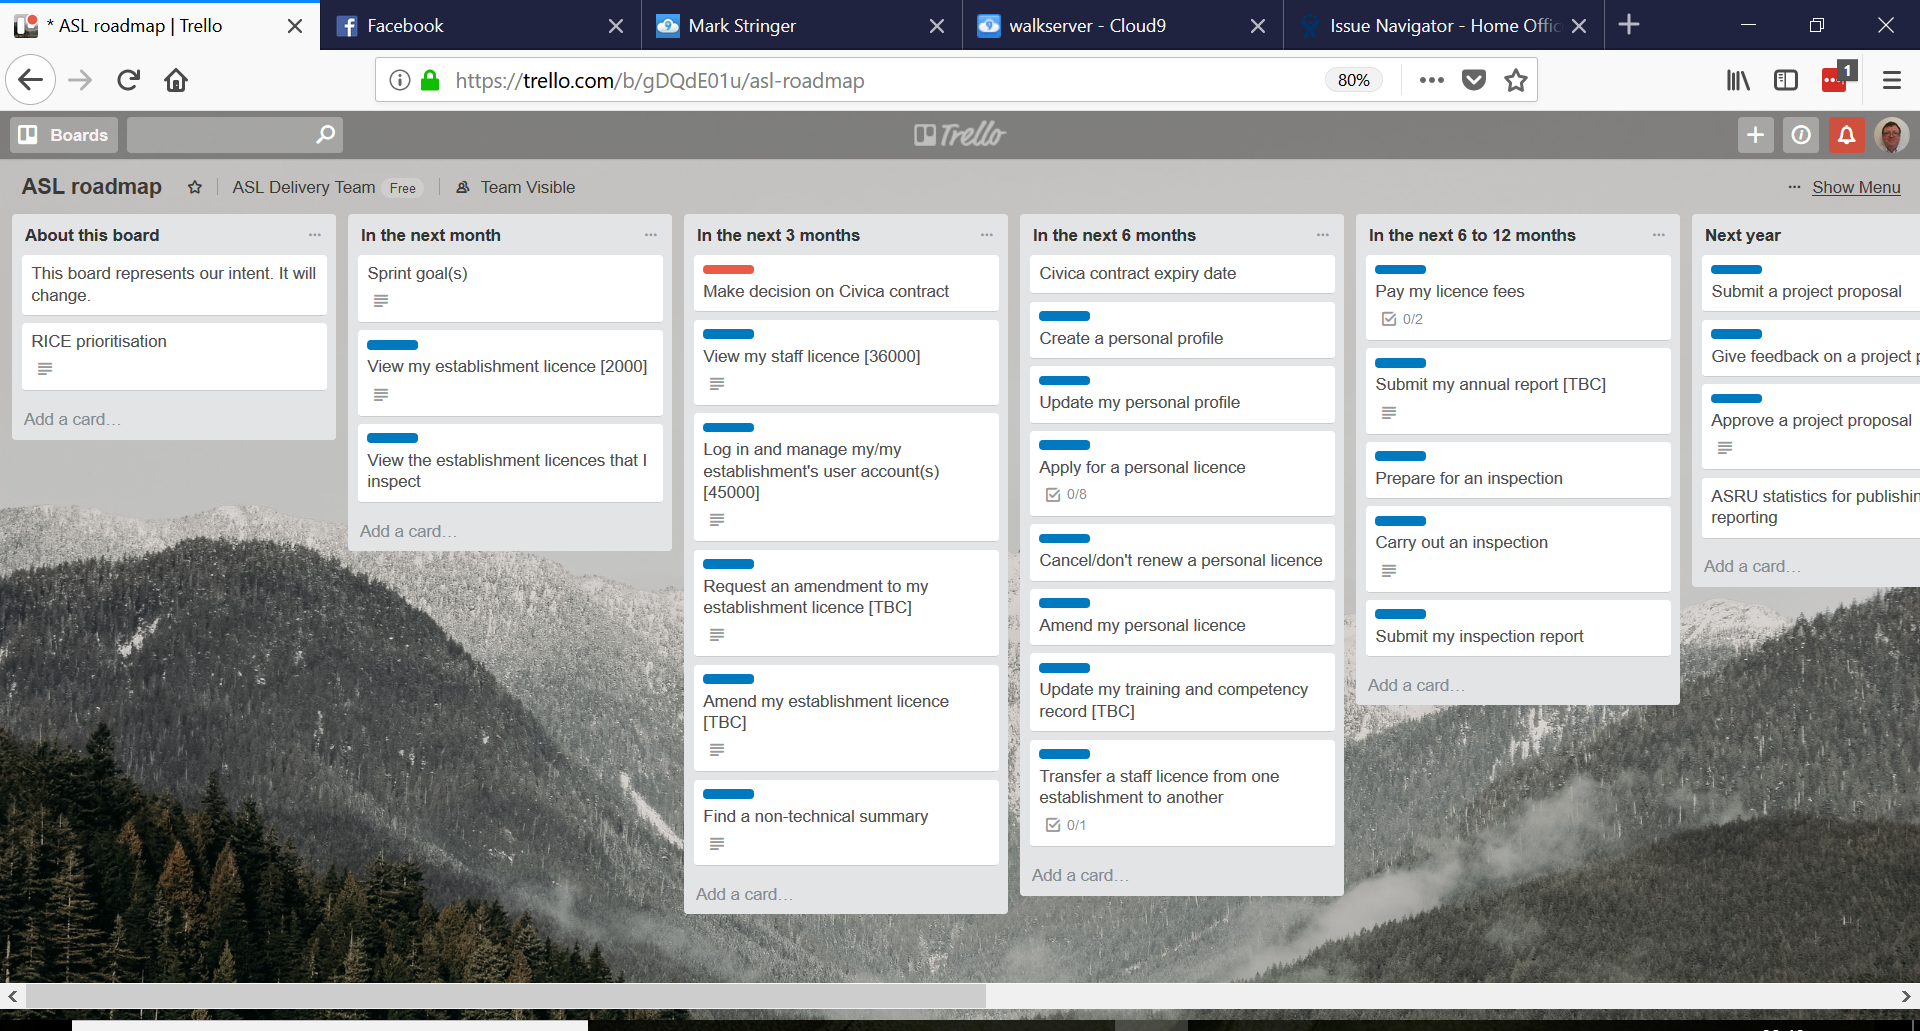 * ASL roadmap | Trello
Facebook
Mark Stringer
walkserver - Cloud9
Issue Navigator - Home Offic
https://trello.com/b/gDQdE01u/asl-roadmap
80%
1
Boards
Trello
ASL roadmap
ASL Delivery Team
Free
Team Visible
Show Menu
About this board
This board represents our intent. It will
change.
RICE prioritisation
Add a card…
In the next month
Sprint goal(s)
View my establishment licence [2000]
View the establishment licences that I
inspect
Add a card…
In the next 3 months
Make decision on Civica contract
View my staff licence [36000]
Log in and manage my/my
establishment's user account(s)
[45000]
Request an amendment to my
establishment licence [TBC]
Amend my establishment licence
[TBC]
Find a non-technical summary
Add a card…
In the next 6 months
Civica contract expiry date
Create a personal profile
Update my personal profile
Apply for a personal licence
0/8
Cancel/don't renew a personal licence
Amend my personal licence
Update my training and competency
record [TBC]
Transfer a staff licence from one
establishment to another
0/1
Add a card…
In the next 6 to 12 months
Pay my licence fees
0/2
Submit my annual report [TBC]
Prepare for an inspection
Carry out an inspection
Submit my inspection report
Add a card…
Next year
Submit a project proposal
Give feedback on a project p
Approve a project proposal
ASRU statistics for publishin
reporting
Add a card…